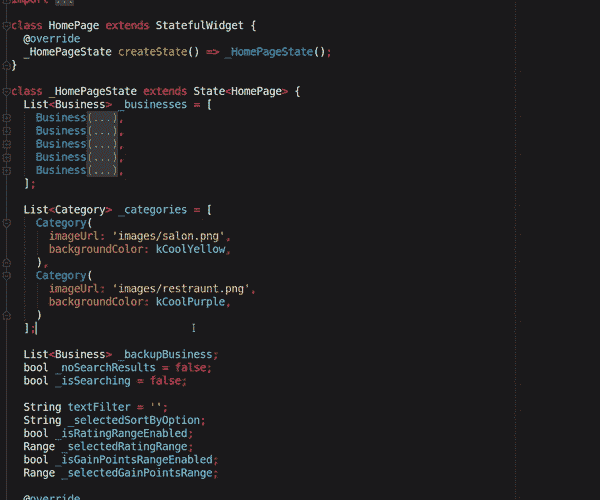 import ...
class HomePage extends StatefulWidget {
@override
_HomePageState createState() => _HomePageState();
}
class _HomePageState extends State<HomePage> {
List<Business> _businesses = [
Business(...),
Business(...),
Business(...),
Business(...),
Business(...),
];
List<Category> _categories = [
Category(
imageUrl: 'images/salon.png',
backgroundColor: kCoolYellow,
),
Category(
imageUrl: 'images/restraunt.png',
backgroundColor: kCoolPurple,
)
];
List<Business> _backupBusiness;
bool _noSearchResults = false;
bool _isSearching = false;
String textFilter = '';
String _selectedSortByOption;
bool _isRatingRangeEnabled;
Range _selectedRatingRange;
bool _isGainPointsRangeEnabled;
Range _selectedGainPointsRange;
@override